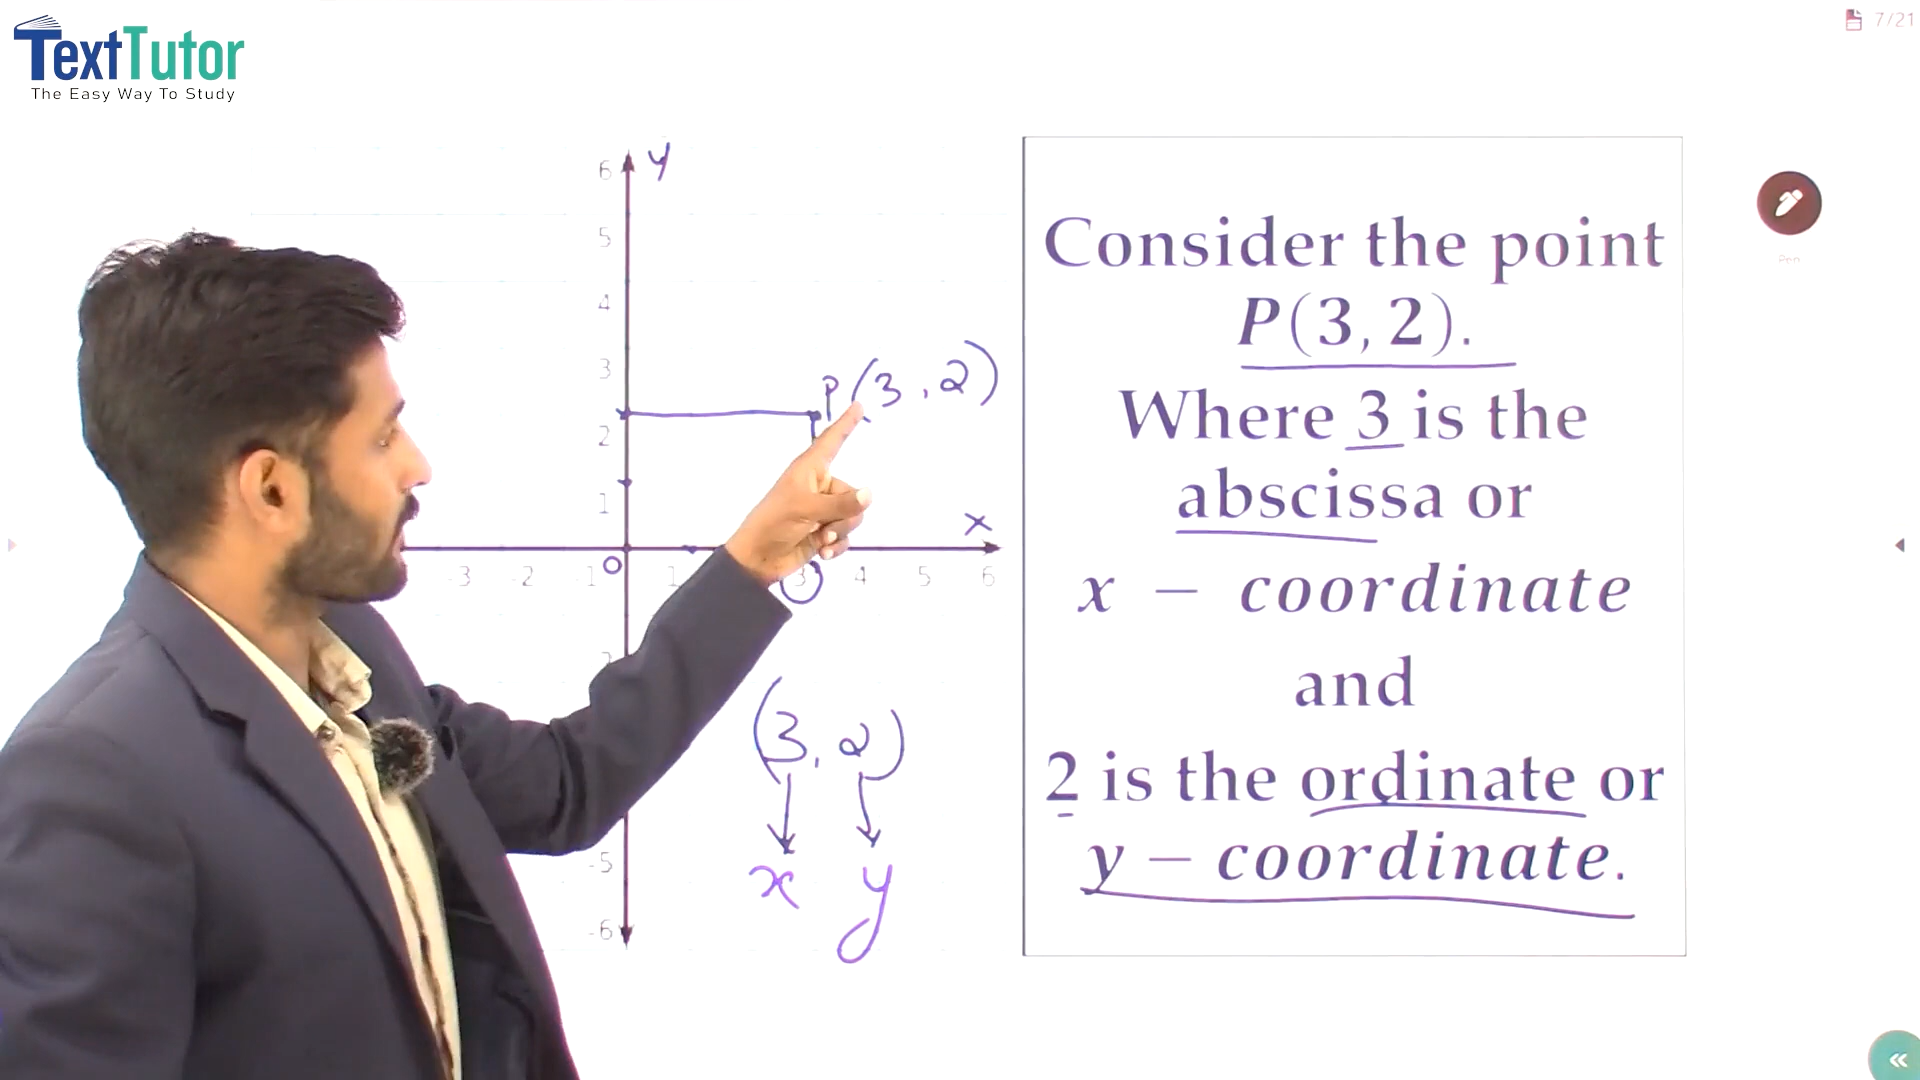 TextTutor
The Easy Way To Study
7/21
y
6
5
4
3
2
1
P(3,2)
x
O
-3 -2 -1 1 3 4 5 6
-5
-6
(3,2)
x y
Consider the point
P(3, 2).
Where 3 is the
abscissa or
x – coordinate
and
2 is the ordinate or
y – coordinate.
Pen